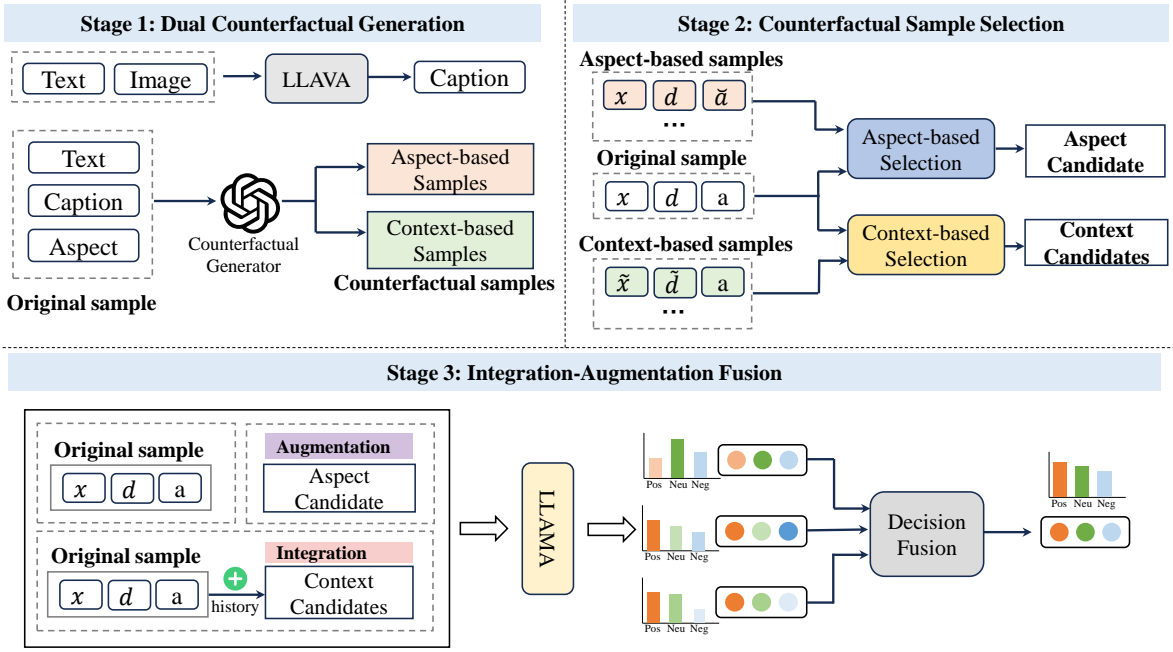 Stage 1: Dual Counterfactual Generation
Text
Image
LLAVA
Caption
Text
Caption
Aspect
Original sample
Counterfactual
Generator
Aspect-based
Samples
Context-based
Samples
Counterfactual samples
Stage 2: Counterfactual Sample Selection
Aspect-based samples
x d ă
...
Original sample
x d a
Context-based samples
x̃ d̃ a
...
Aspect-based
Selection
Context-based
Selection
Aspect
Candidate
Context
Candidates
Stage 3: Integration-Augmentation Fusion
Original sample
x d a
Augmentation
Aspect
Candidate
Original sample
x d a
history
Integration
Context
Candidates
LLAMA
Pos Neu Neg
Pos Neu Neg
Pos Neu Neg
Decision
Fusion
Pos Neu Neg